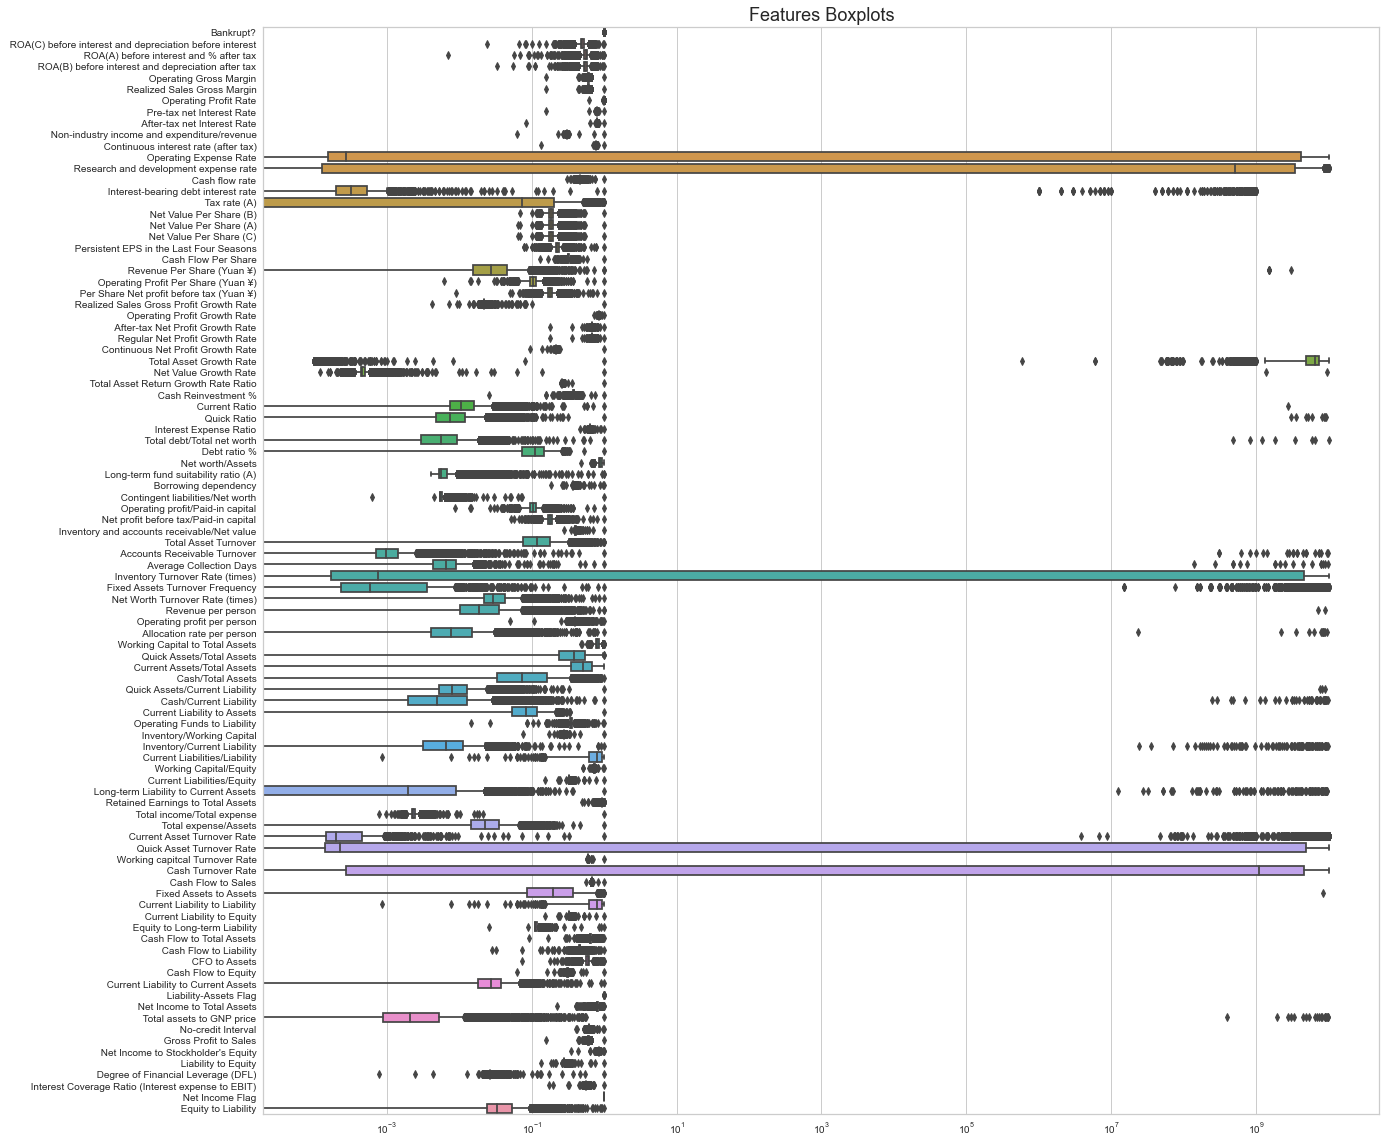 Features Boxplots
Bankrupt?
ROA(C) before interest and depreciation before interest
ROA(A) before interest and % after tax
ROA(B) before interest and depreciation after tax
Operating Gross Margin
Realized Sales Gross Margin
Operating Profit Rate
Pre-tax net Interest Rate
After-tax net Interest Rate
Non-industry income and expenditure/revenue
Continuous interest rate (after tax)
Operating Expense Rate
Research and development expense rate
Cash flow rate
Interest-bearing debt interest rate
Tax rate (A)
Net Value Per Share (B)
Net Value Per Share (A)
Net Value Per Share (C)
Persistent EPS in the Last Four Seasons
Cash Flow Per Share
Revenue Per Share (Yuan ¥)
Operating Profit Per Share (Yuan ¥)
Per Share Net profit before tax (Yuan ¥)
Realized Sales Gross Profit Growth Rate
Operating Profit Growth Rate
After-tax Net Profit Growth Rate
Regular Net Profit Growth Rate
Continuous Net Profit Growth Rate
Total Asset Growth Rate
Net Value Growth Rate
Total Asset Return Growth Rate Ratio
Cash Reinvestment %
Current Ratio
Quick Ratio
Interest Expense Ratio
Total debt/Total net worth
Debt ratio %
Net worth/Assets
Long-term fund suitability ratio (A)
Borrowing dependency
Contingent liabilities/Net worth
Operating profit/Paid-in capital
Net profit before tax/Paid-in capital
Inventory and accounts receivable/Net value
Total Asset Turnover
Accounts Receivable Turnover
Average Collection Days
Inventory Turnover Rate (times)
Fixed Assets Turnover Frequency
Net Worth Turnover Rate (times)
Revenue per person
Operating profit per person
Allocation rate per person
Working Capital to Total Assets
Quick Assets/Total Assets
Current Assets/Total Assets
Cash/Total Assets
Quick Assets/Current Liability
Cash/Current Liability
Current Liability to Assets
Operating Funds to Liability
Inventory/Working Capital
Inventory/Current Liability
Current Liabilities/Liability
Working Capital/Equity
Current Liabilities/Equity
Long-term Liability to Current Assets
Retained Earnings to Total Assets
Total income/Total expense
Total expense/Assets
Current Asset Turnover Rate
Quick Asset Turnover Rate
Working capitcal Turnover Rate
Cash Turnover Rate
Cash Flow to Sales
Fixed Assets to Assets
Current Liability to Liability
Current Liability to Equity
Equity to Long-term Liability
Cash Flow to Total Assets
Cash Flow to Liability
CFO to Assets
Cash Flow to Equity
Current Liability to Current Assets
Liability-Assets Flag
Net Income to Total Assets
Total assets to GNP price
No-credit Interval
Gross Profit to Sales
Net Income to Stockholder's Equity
Liability to Equity
Degree of Financial Leverage (DFL)
Interest Coverage Ratio (Interest expense to EBIT)
Net Income Flag
Equity to Liability
10⁻³ 10⁻¹ 10¹ 10³ 10⁵ 10⁷ 10⁹